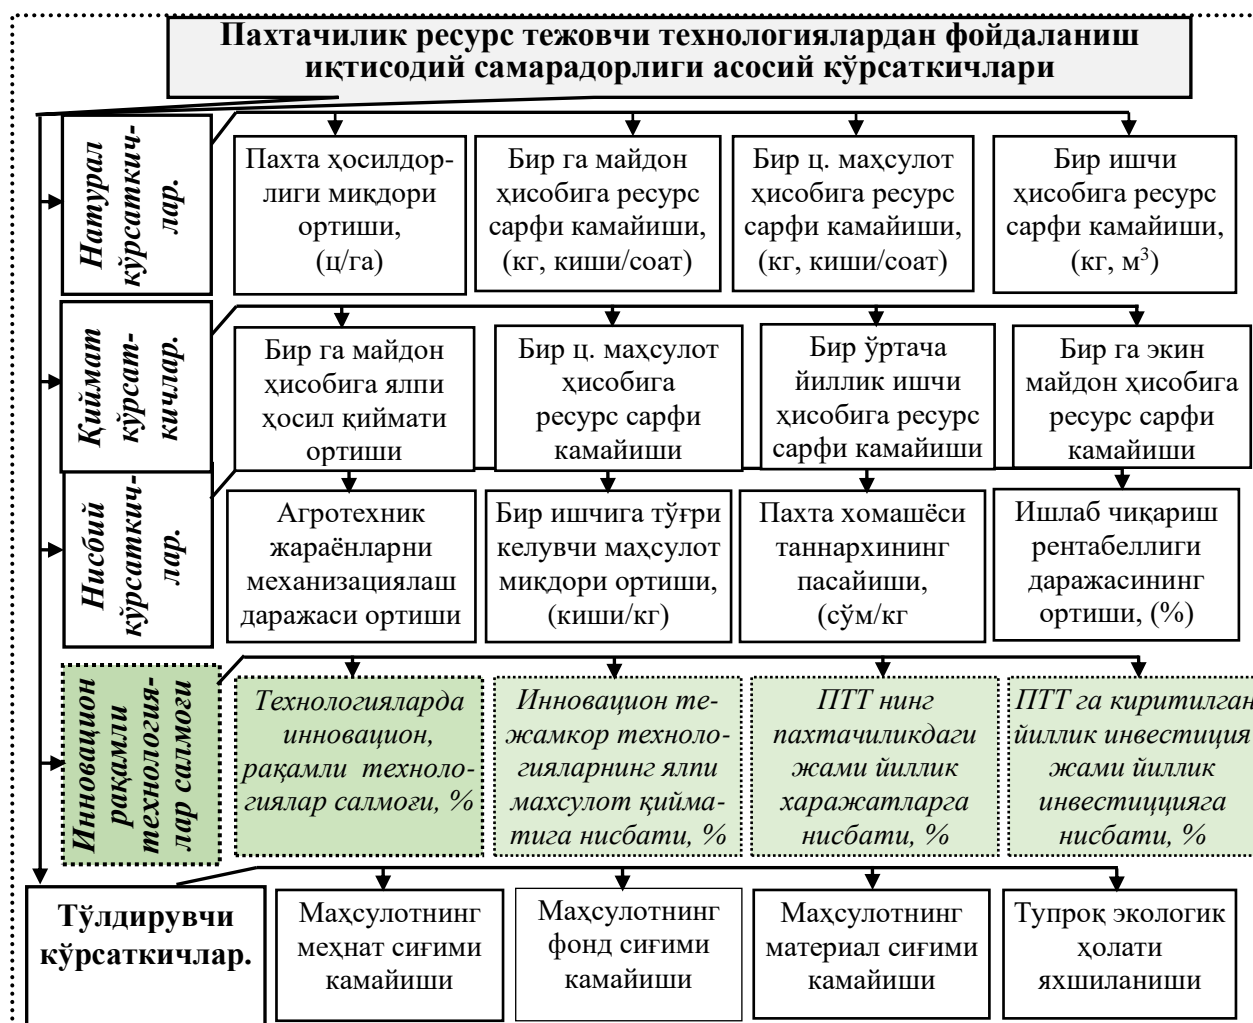 Пахтачилик ресурс тежовчи технологиялардан фойдаланиш
иқтисодий самарадорлиги асосий кўрсаткичлари
Натурал
кўрсаткич-
лар.
Пахта ҳосилдор-
лиги миқдори
ортиши,
(ц/га)
Бир га майдон
ҳисобига ресурс
сарфи камайиши,
(кг, киши/соат)
Бир ц. маҳсулот
ҳисобига ресурс
сарфи камайиши,
(кг, киши/соат)
Бир ишчи
ҳисобига ресурс
сарфи камайиши,
(кг, м³)
Қиймат
кўрсат-
кичлар.
Бир га майдон
ҳисобига ялпи
ҳосил қиймати
ортиши
Бир ц. маҳсулот
ҳисобига
ресурс сарфи
камайиши
Бир ўртача
йиллик ишчи
ҳисобига ресурс
сарфи камайиши
Бир га экин
майдон ҳисобига
ресурс сарфи
камайиши
Нисбий
кўрсаткич-
лар.
Агротехник
жараёнларни
механизациялаш
даражаси ортиши
Бир ишчига тўғри
келувчи маҳсулот
миқдори ортиши,
(киши/кг)
Пахта хомашёси
таннархининг
пасайиши,
(сўм/кг
Ишлаб чиқариш
рентабеллиги
даражасининг
ортиши, (%)
Инновацион
рақамли
технология-
лар салмоғи
Технологияларда
инновацион,
рақамли техноло-
гиялар салмоғи, %
Инновацион те-
жамкор техноло-
гияларнинг ялпи
махсулот қийма-
тига нисбати, %
ПТТ нинг
пахтачиликдаги
жами йиллик
харажатларга
нисбати, %
ПТТ га киритилган
йиллик инвестиция
жами йиллик
инвестиццияга
нисбати, %
Тўлдирувчи
кўрсаткичлар.
Маҳсулотнинг
меҳнат сиғими
камайиши
Маҳсулотнинг
фонд сиғими
камайиши
Маҳсулотнинг
материал сиғими
камайиши
Тупроқ экологик
ҳолати
яхшиланиши